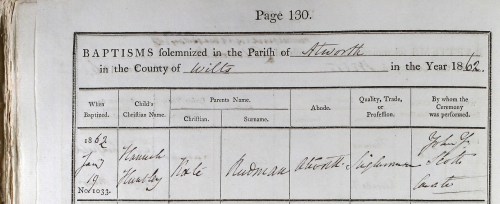 Page 130.
BAPTISMS solemnized in the Parish of Atworth
in the County of Wilts in the Year 1862.
When Baptized.
Child's Christian Name.
Parents Name.
Christian.
Surname.
Abode.
Quality, Trade, or Profession.
By whom the Ceremony was performed.
1862
Jany
19
No. 1033.
Hannah
Huntley
Rudman
Atworth
John
Curate